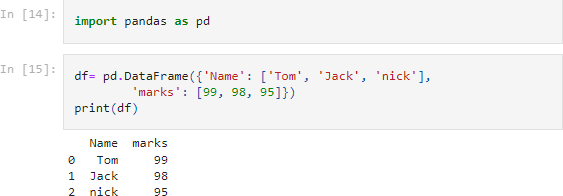 In [14]: import pandas as pd
In [15]: df= pd.DataFrame({'Name': ['Tom', 'Jack', 'nick'],
'marks': [99, 98, 95]})
print(df)
Name marks
0 Tom 99
1 Jack 98
2 nick 95